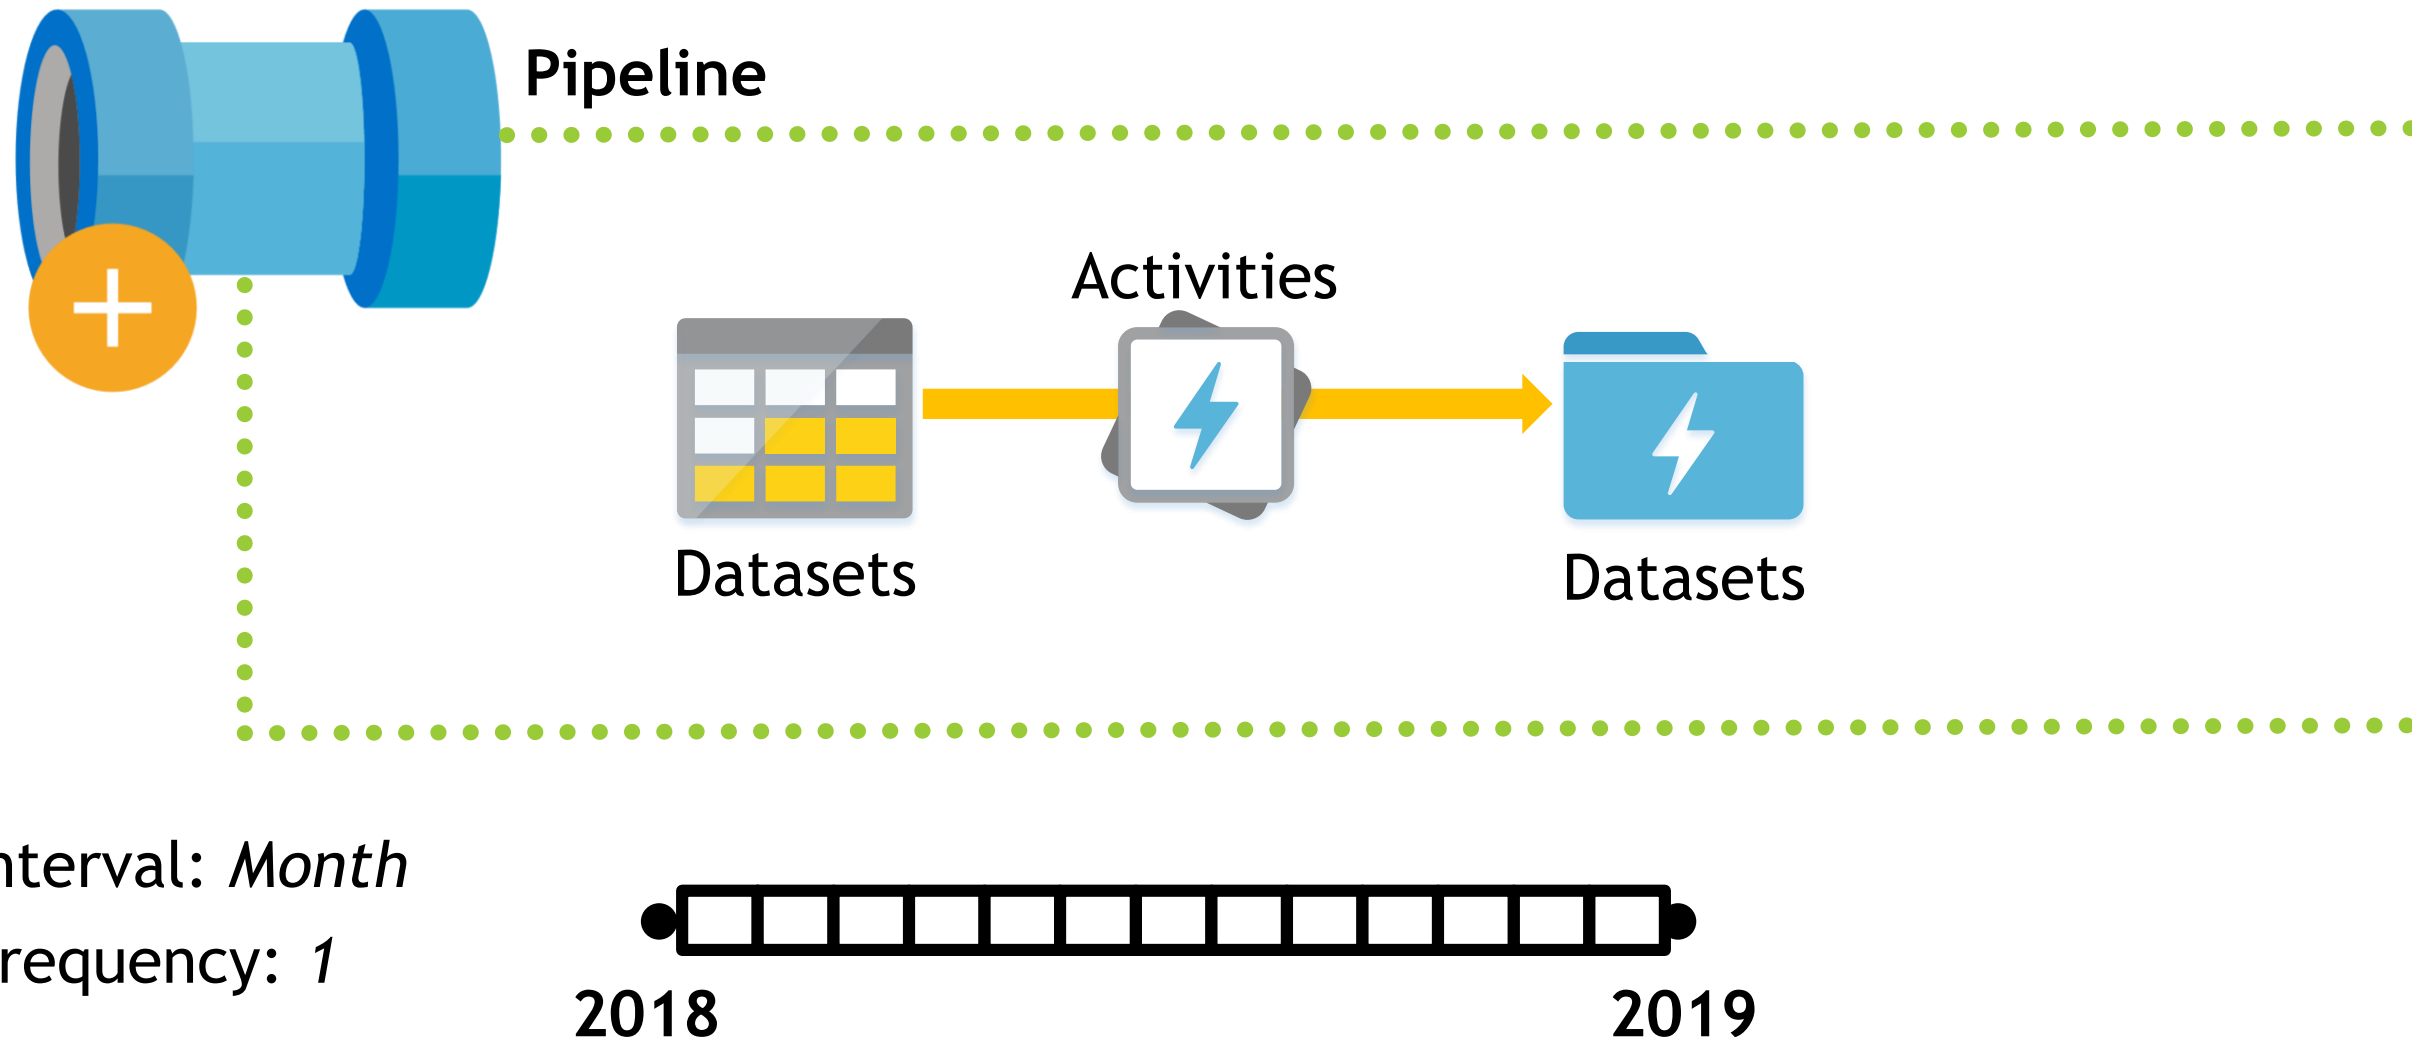 Pipeline
Activities
Datasets
Datasets
nterval: Month
requency: 1
2018
2019